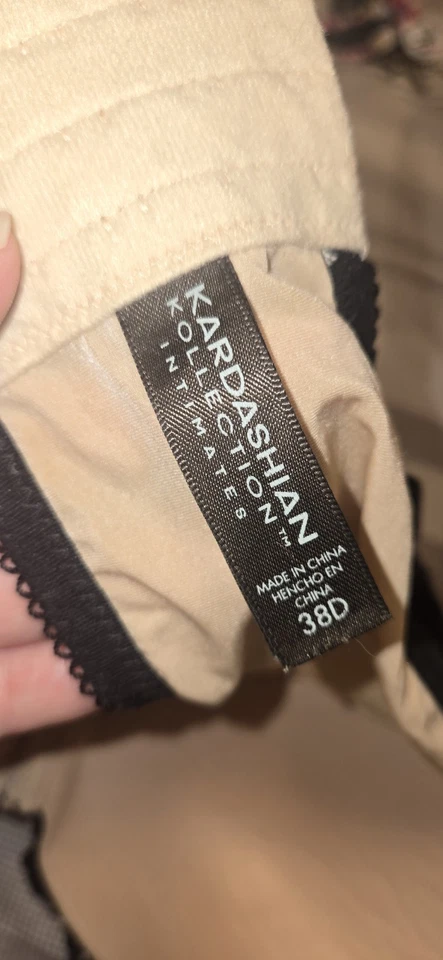 KARDASHIAN
KOLLECTION™
INTIMATES
MADE IN CHINA
HENCHO EN
CHINA
38D